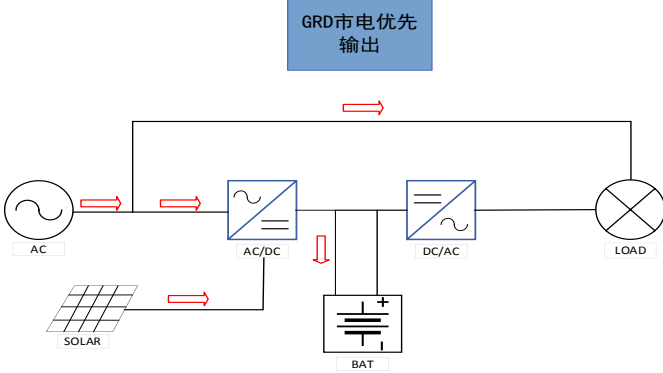 GRD市电优先
输出
AC
AC/DC
DC/AC
LOAD
SOLAR
BAT